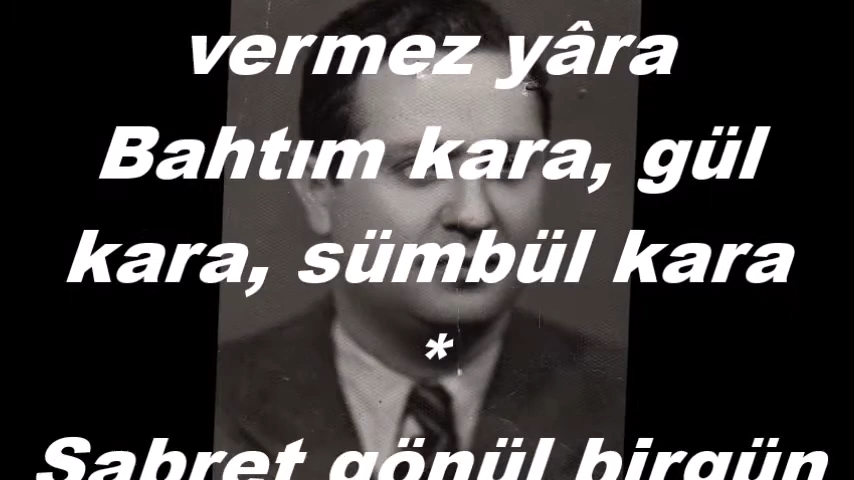 vermez yâra
Bahtım kara, gül
kara, sümbül kara
*
Sabret gönül birgün